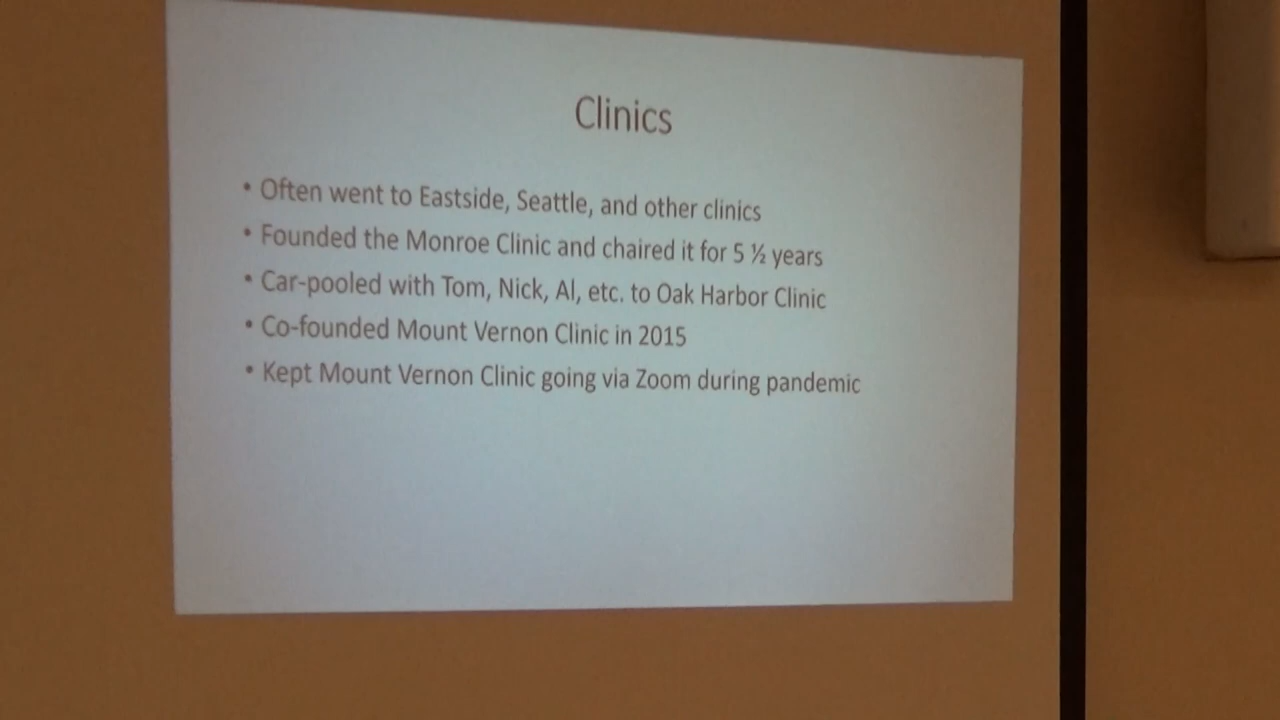 Clinics
• Often went to Eastside, Seattle, and other clinics
• Founded the Monroe Clinic and chaired it for 5 ½ years
• Car-pooled with Tom, Nick, Al, etc. to Oak Harbor Clinic
• Co-founded Mount Vernon Clinic in 2015
• Kept Mount Vernon Clinic going via Zoom during pandemic